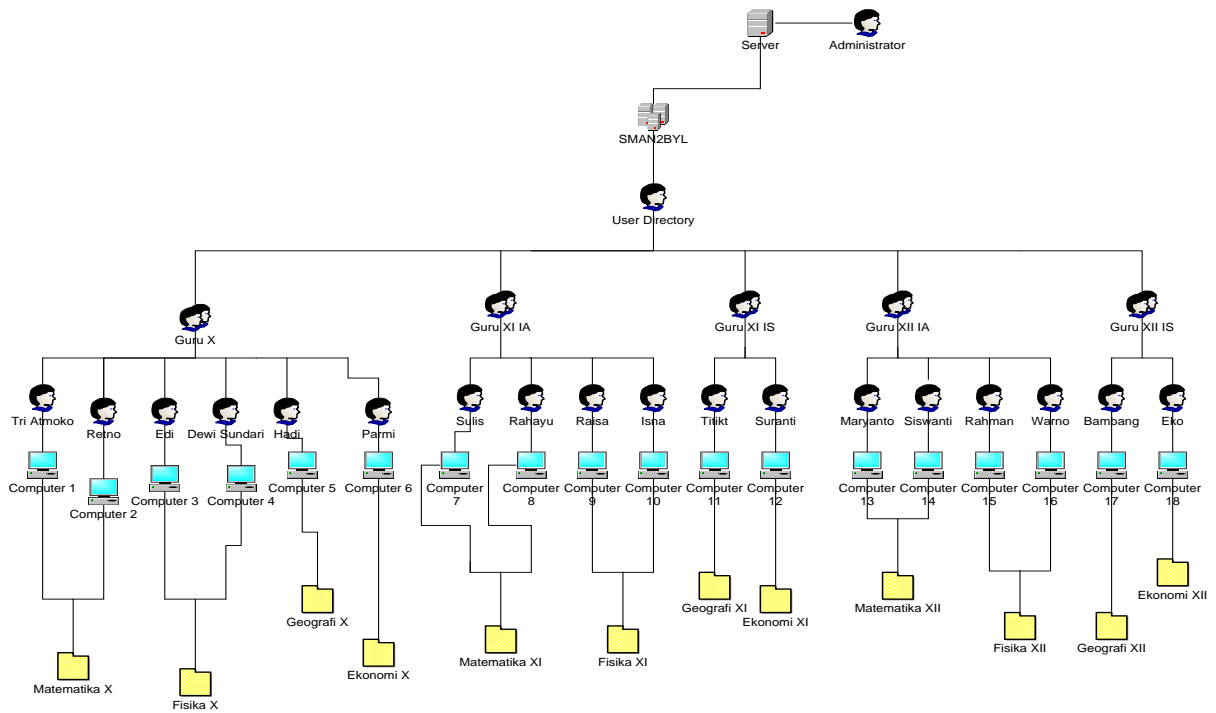 Server
Administrator
SMAN2BYL
User Directory
Guru X
Guru XI IA
Guru XI IS
Guru XII IA
Guru XII IS
Tri Atmoko
Retno
Edi
Dewi Sundari
Hadi
Parmi
Sulis
Rahayu
Raisa
Isna
Titikt
Suranti
Maryanto
Siswanti
Rahman
Warno
Bambang
Eko
Computer 1
Computer 2
Computer 3
Computer 4
Computer 5
Computer 6
Computer
7
Computer
8
Computer
9
Computer
10
Computer
11
Computer
12
Computer
13
Computer
14
Computer
15
Computer
16
Computer
17
Computer
18
Matematika X
Fisika X
Geografi X
Ekonomi X
Matematika XI
Fisika XI
Geografi XI
Ekonomi XI
Matematika XII
Fisika XII
Geografi XII
Ekonomi XII